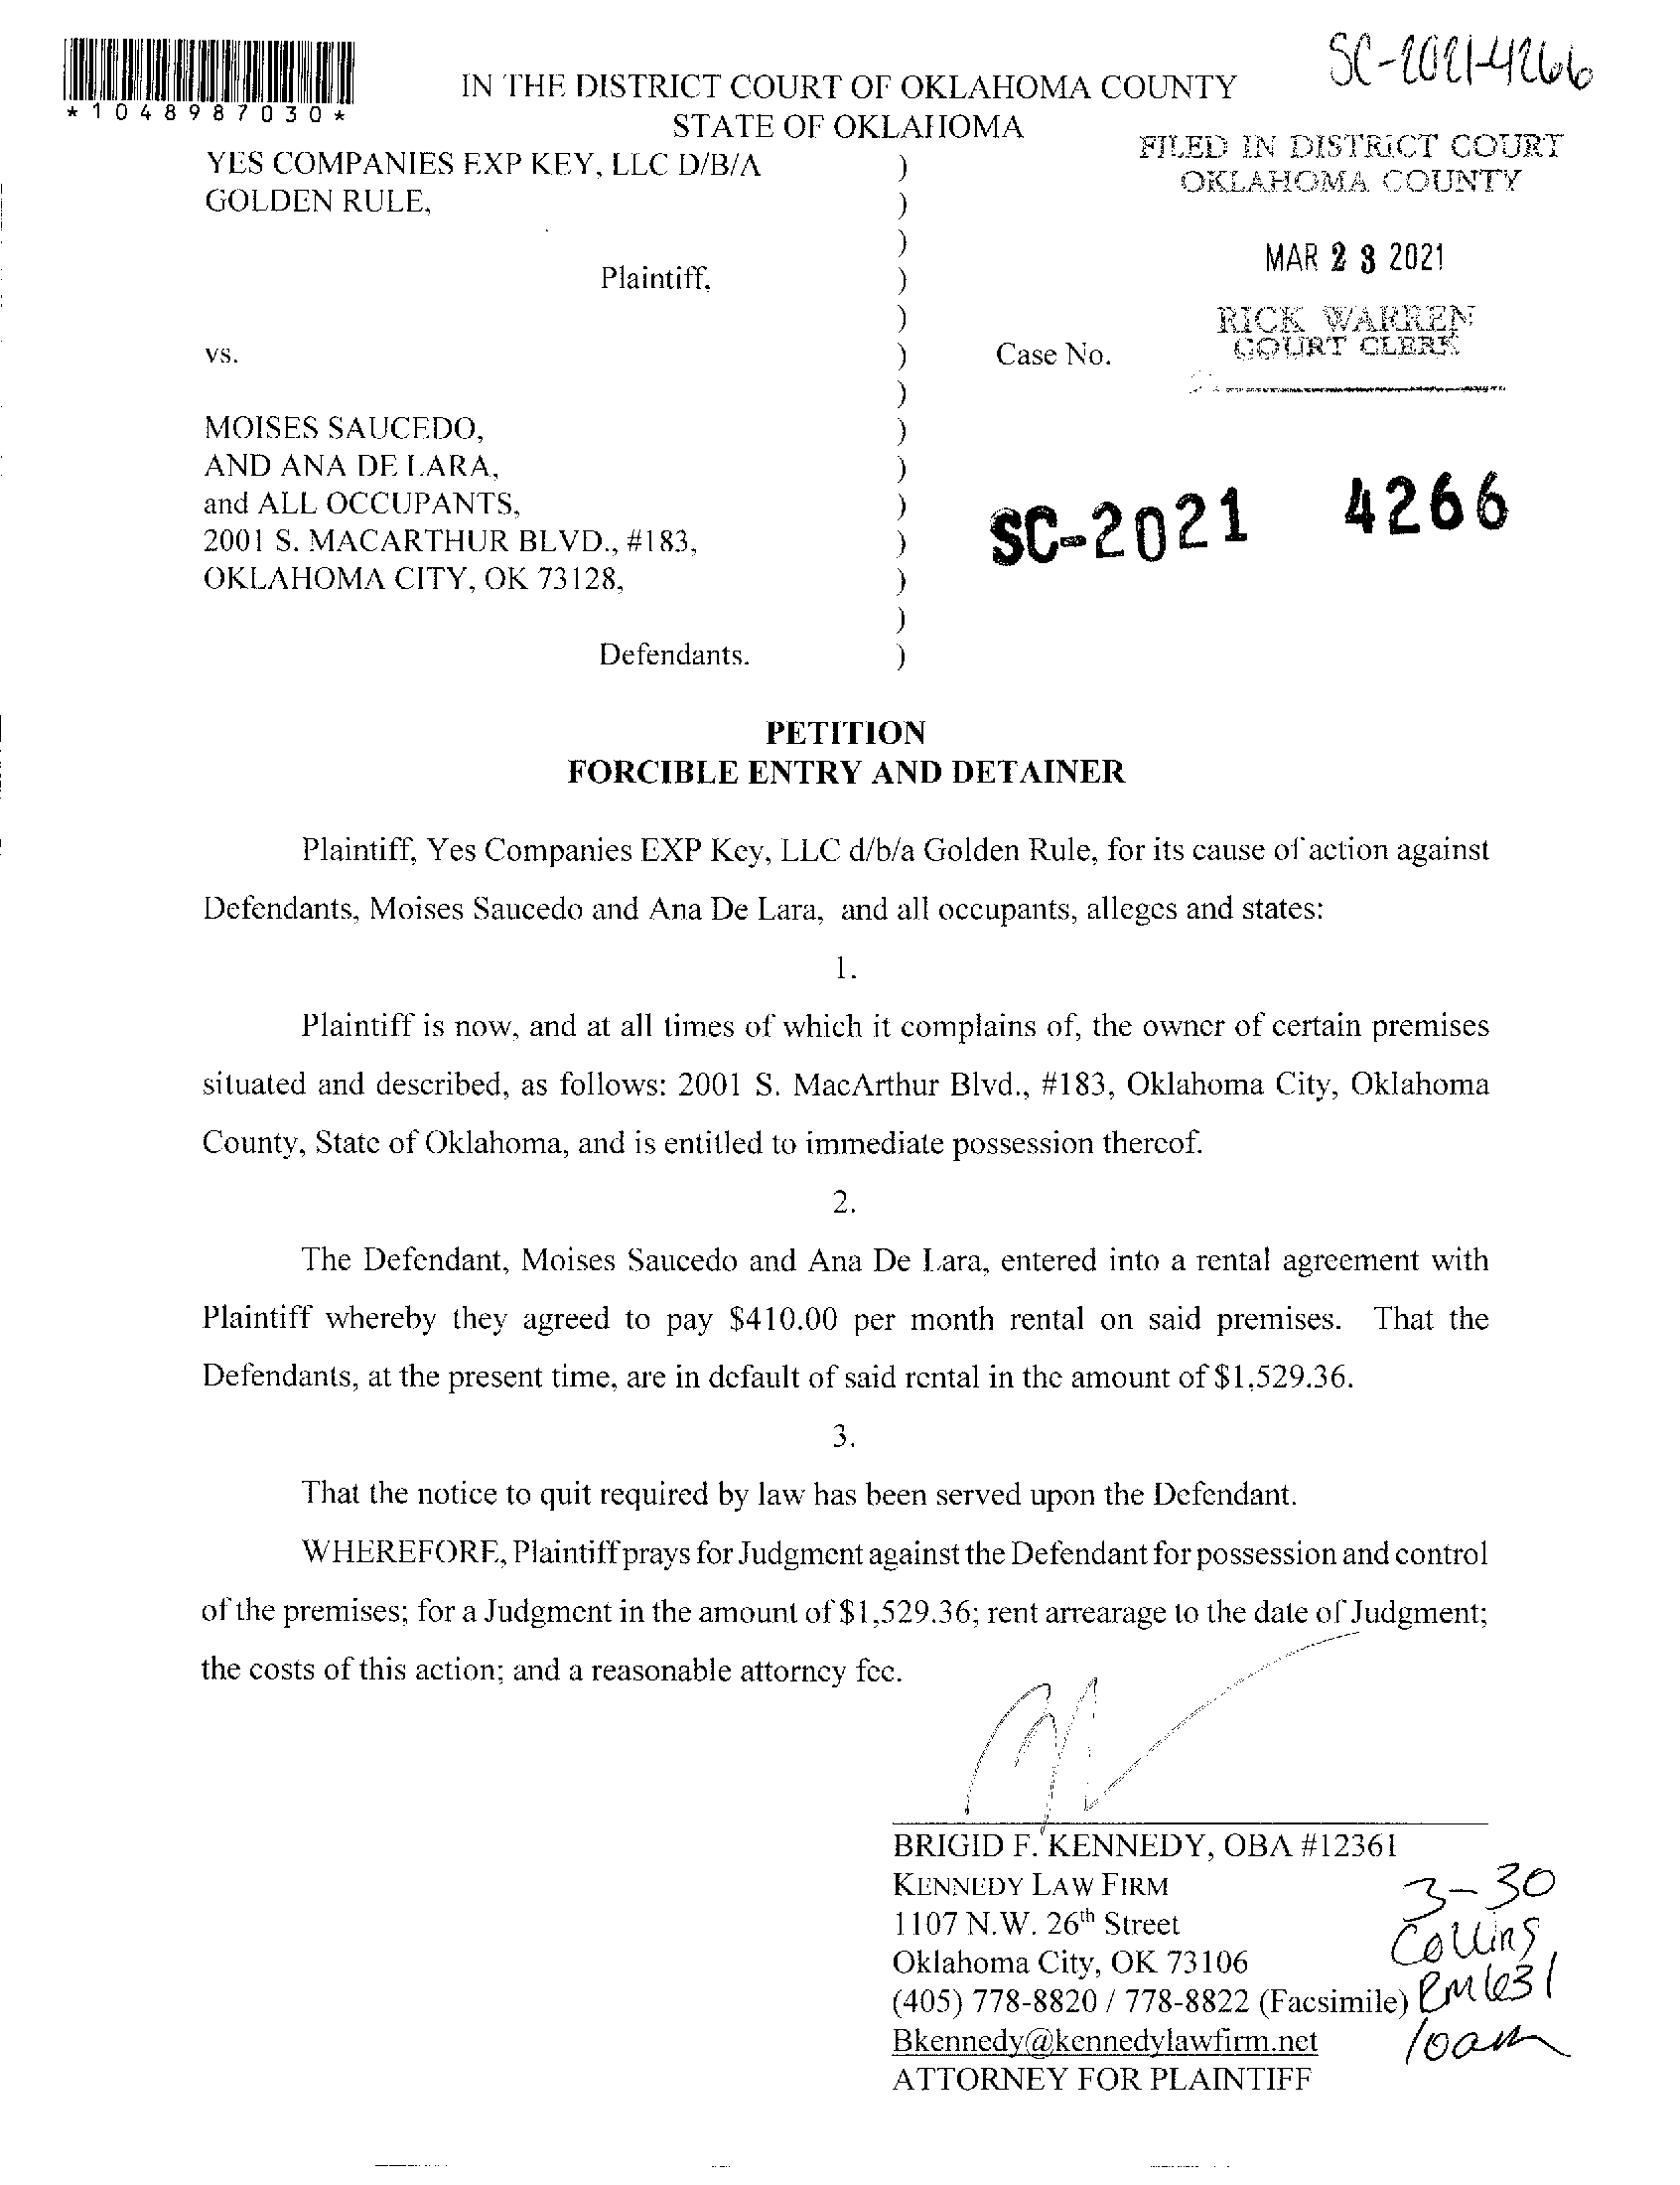 SC-2021-4266
*1048987030*
IN THE DISTRICT COURT OF OKLAHOMA COUNTY
STATE OF OKLAHOMA
FILED IN DISTRICT COURT
OKLAHOMA COUNTY
MAR 23 2021
RICK WARREN
COURT CLERK
YES COMPANIES EXP KEY, LLC D/B/A )
GOLDEN RULE, )
)
Plaintiff, )
)
vs. ) Case No.
)
MOISES SAUCEDO, )
AND ANA DE LARA, )
and ALL OCCUPANTS, )
2001 S. MACARTHUR BLVD., #183, )
OKLAHOMA CITY, OK 73128, )
)
Defendants. )
SC-2021 4266
PETITION
FORCIBLE ENTRY AND DETAINER
Plaintiff, Yes Companies EXP Key, LLC d/b/a Golden Rule, for its cause of action against
Defendants, Moises Saucedo and Ana De Lara, and all occupants, alleges and states:
1.
Plaintiff is now, and at all times of which it complains of, the owner of certain premises
situated and described, as follows: 2001 S. MacArthur Blvd., #183, Oklahoma City, Oklahoma
County, State of Oklahoma, and is entitled to immediate possession thereof.
2.
The Defendant, Moises Saucedo and Ana De Lara, entered into a rental agreement with
Plaintiff whereby they agreed to pay $410.00 per month rental on said premises. That the
Defendants, at the present time, are in default of said rental in the amount of $1,529.36.
3.
That the notice to quit required by law has been served upon the Defendant.
WHEREFORE, Plaintiff prays for Judgment against the Defendant for possession and control
of the premises; for a Judgment in the amount of $1,529.36; rent arrearage to the date of Judgment;
the costs of this action; and a reasonable attorney fee.
BRIGID F. KENNEDY, OBA #12361
KENNEDY LAW FIRM
1107 N.W. 26th Street
Oklahoma City, OK 73106
(405) 778-8820 / 778-8822 (Facsimile)
Bkennedy@kennedylawfirm.net
ATTORNEY FOR PLAINTIFF
3-30
Collins
RM 631
10am